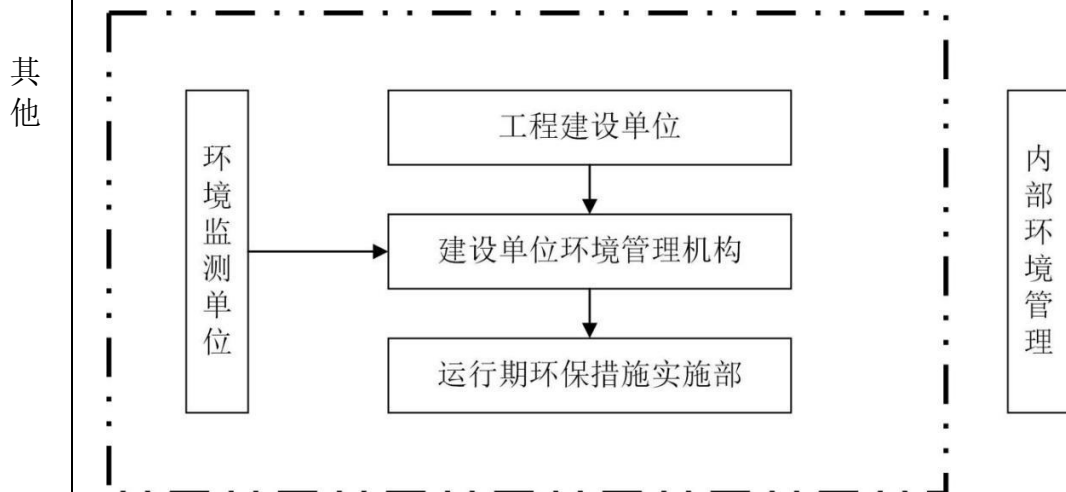 其他
环境监测单位
工程建设单位
建设单位环境管理机构
运行期环保措施实施部
内部环境管理